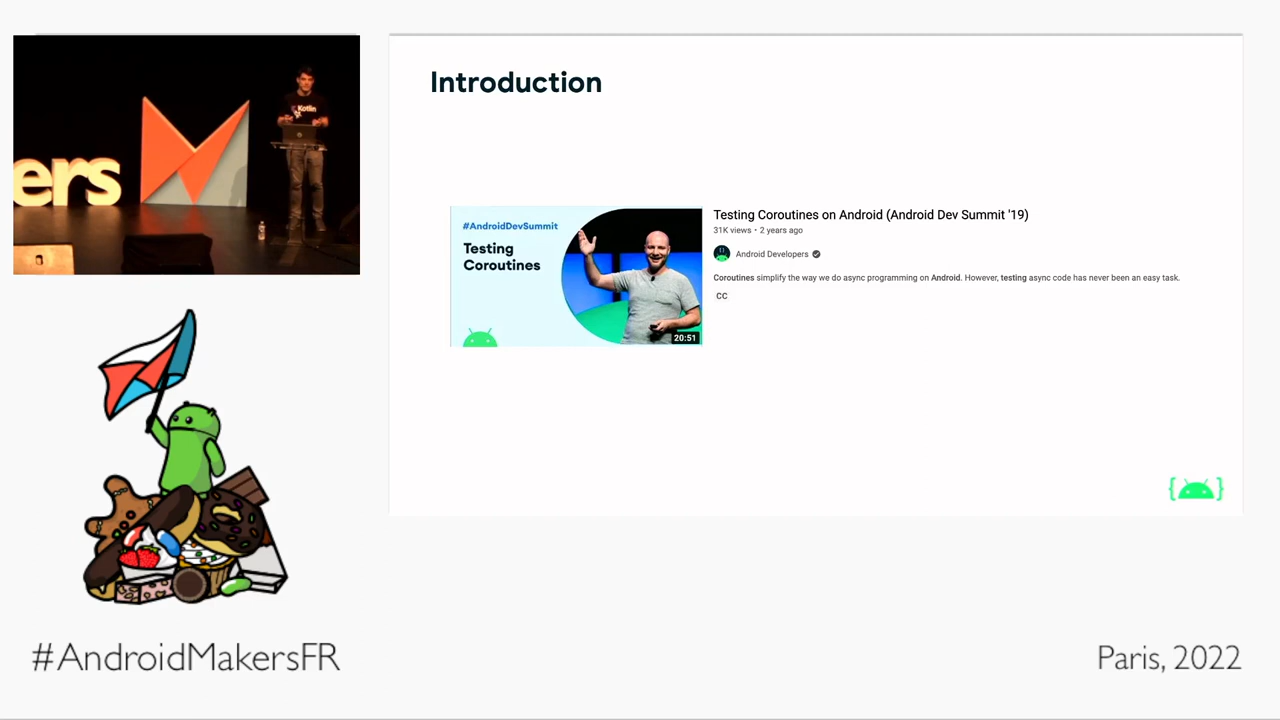 ers
Kotlin
Introduction
#AndroidDevSummit
Testing
Coroutines
20:51
Testing Coroutines on Android (Android Dev Summit '19)
31K views • 2 years ago
Android Developers
Coroutines simplify the way we do async programming on Android. However, testing async code has never been an easy task.
CC
#AndroidMakersFR
Paris, 2022